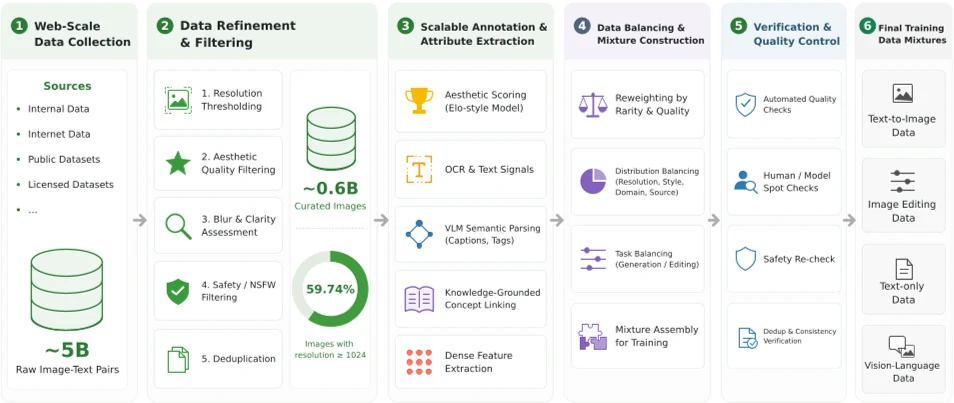 1 Web-Scale
Data Collection
Sources
• Internal Data
• Internet Data
• Public Datasets
• Licensed Datasets
• ...
~5B
Raw Image-Text Pairs
2 Data Refinement
& Filtering
1. Resolution
Thresholding
2. Aesthetic
Quality Filtering
3. Blur & Clarity
Assessment
4. Safety / NSFW
Filtering
5. Deduplication
~0.6B
Curated Images
59.74%
Images with
resolution ≥ 1024
3 Scalable Annotation &
Attribute Extraction
Aesthetic Scoring
(Elo-style Model)
T
OCR & Text Signals
VLM Semantic Parsing
(Captions, Tags)
Knowledge-Grounded
Concept Linking
Dense Feature
Extraction
4 Data Balancing &
Mixture Construction
Reweighting by
Rarity & Quality
Distribution Balancing
(Resolution, Style,
Domain, Source)
Task Balancing
(Generation / Editing)
Mixture Assembly
for Training
5 Verification &
Quality Control
Automated Quality
Checks
Human / Model
Spot Checks
Safety Re-check
Dedup & Consistency
Verification
6 Final Training
Data Mixtures
Text-to-Image
Data
Image Editing
Data
Text-only
Data
Vision-Language
Data